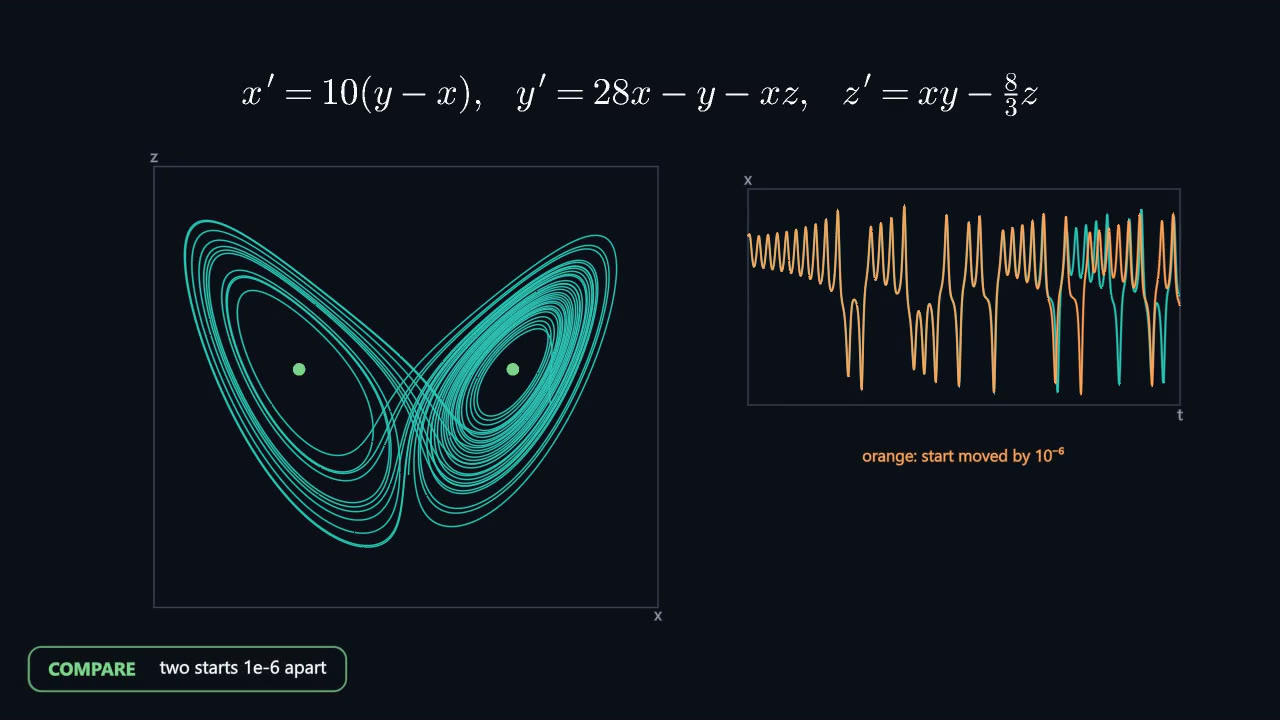 x′ = 10(y − x),   y′ = 28x − y − xz,   z′ = xy − 8/3 z
z
x
x
t
orange: start moved by 10⁻⁶
COMPARE two starts 1e-6 apart